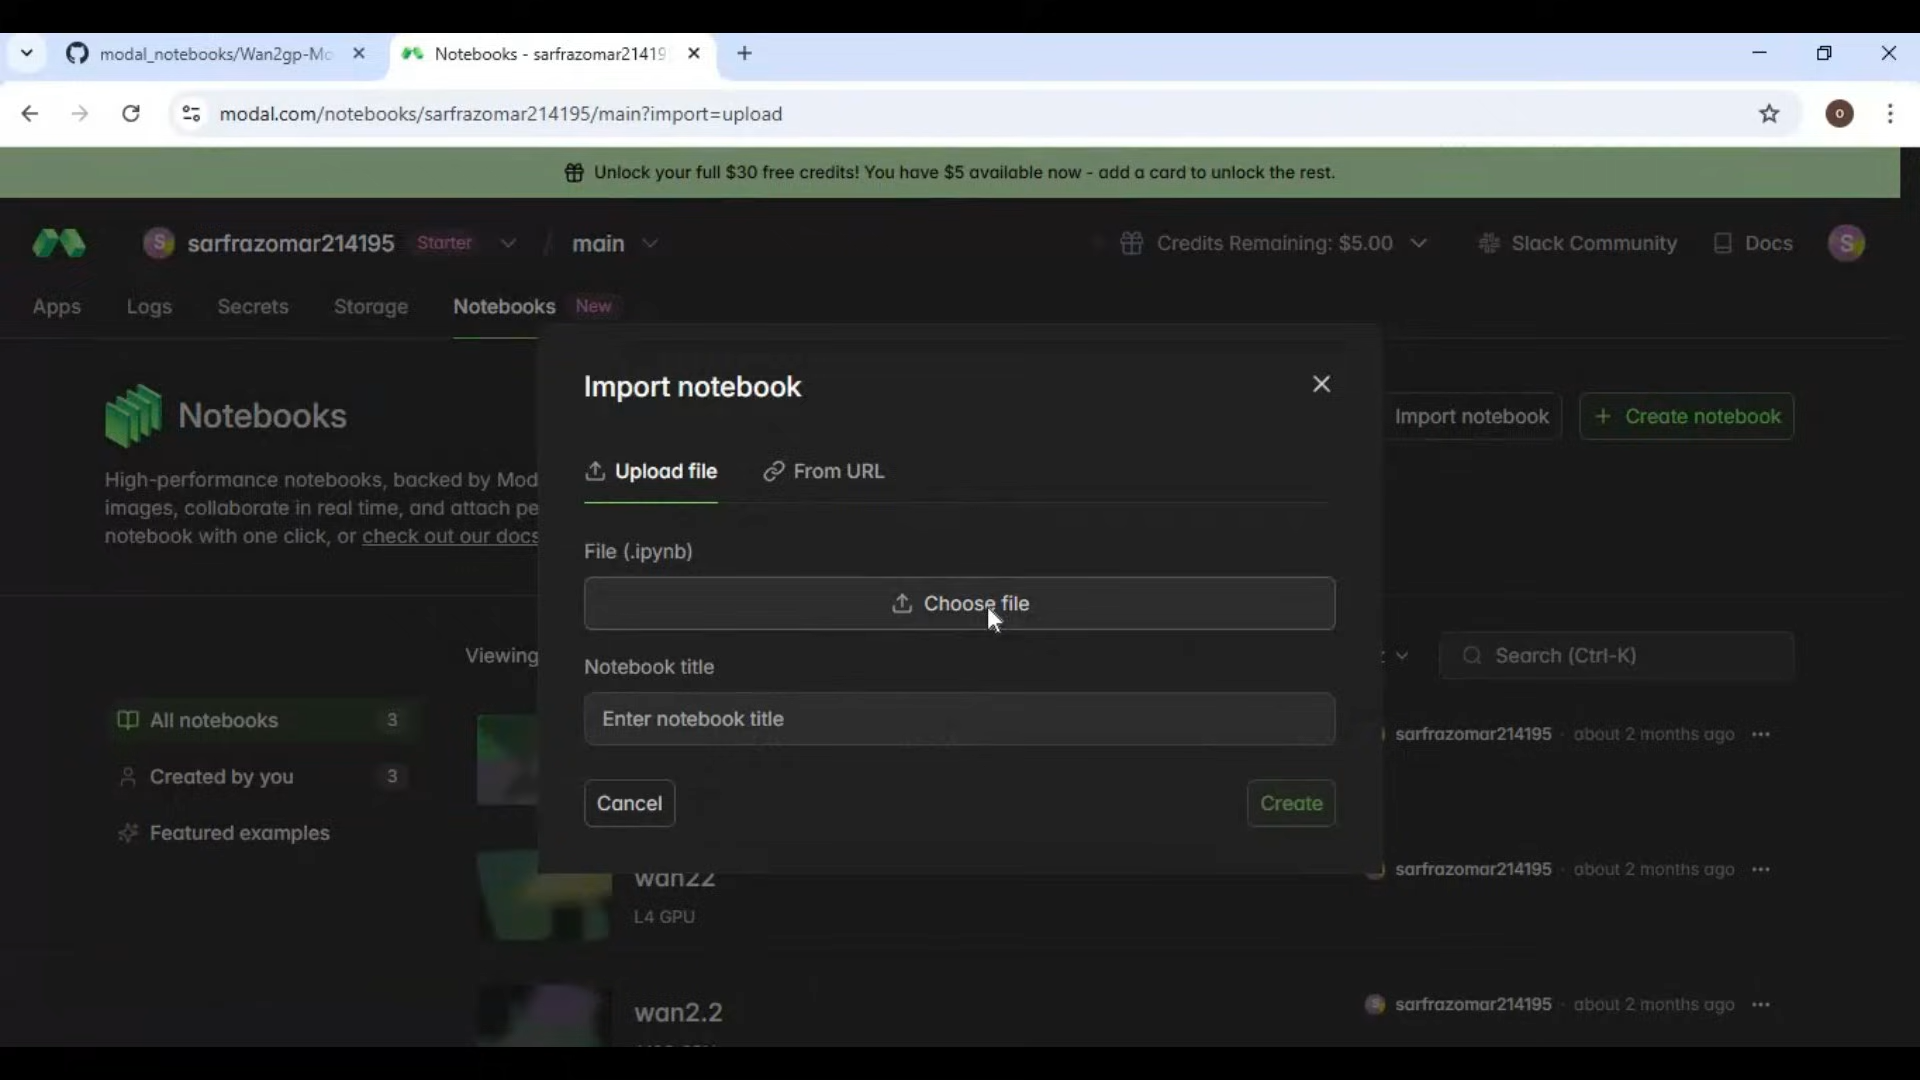 modal_notebooks/Wan2gp-Mo
Notebooks - sarfrazomar21419
modal.com/notebooks/sarfrazomar214195/main?import=upload
o
Unlock your full $30 free credits! You have $5 available now - add a card to unlock the rest.
S sarfrazomar214195 Starter / main
Credits Remaining: $5.00
Slack Community
Docs
S
Apps
Logs
Secrets
Storage
Notebooks New
Import notebook
Notebooks
Import notebook
+ Create notebook
Upload file
From URL
High-performance notebooks, backed by Mod
images, collaborate in real time, and attach pe
notebook with one click, or check out our docs
File (.ipynb)
Choose file
Viewing
Notebook title
Search (Ctrl-K)
Enter notebook title
All notebooks 3
sarfrazomar214195 · about 2 months ago
Created by you 3
Cancel
Create
Featured examples
wan22
sarfrazomar214195 · about 2 months ago
L4 GPU
wan2.2
sarfrazomar214195 · about 2 months ago